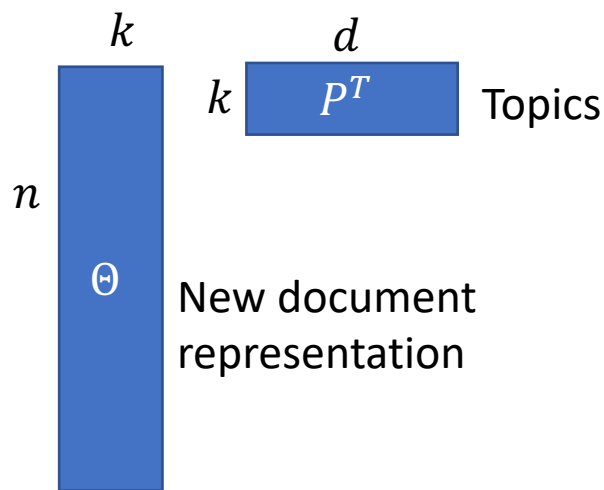 k
d
k
P^T
Topics
n
Θ
New document
representation